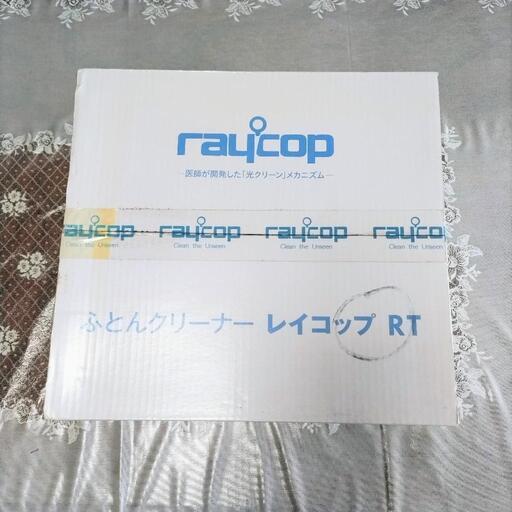 raycop
―医師が開発した「光クリーン」メカニズム―
raycop raycop raycop raycop
Clean the Unseen Clean the Unseen Clean the Unseen Clean the Unseen
ふとんクリーナー レイコップ RT